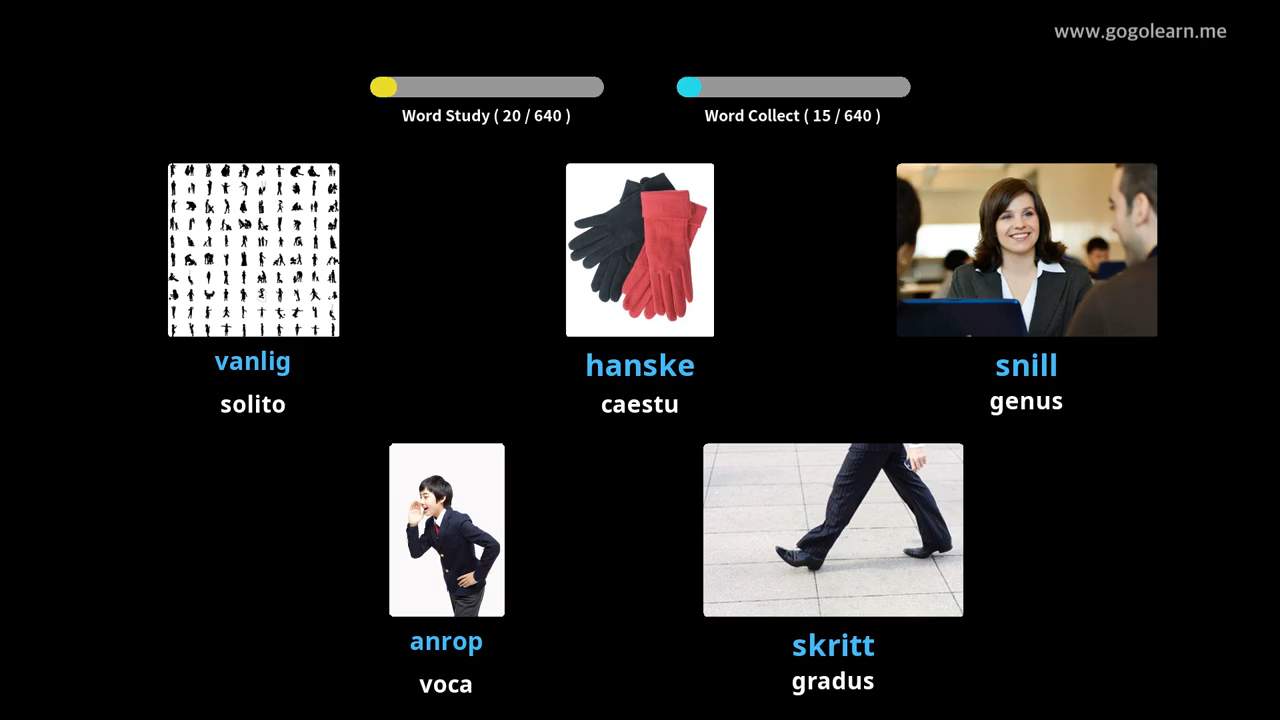 www.gogolearn.me
Word Study ( 20 / 640 )
Word Collect ( 15 / 640 )
vanlig
solito
hanske
caestu
snill
genus
anrop
voca
skritt
gradus